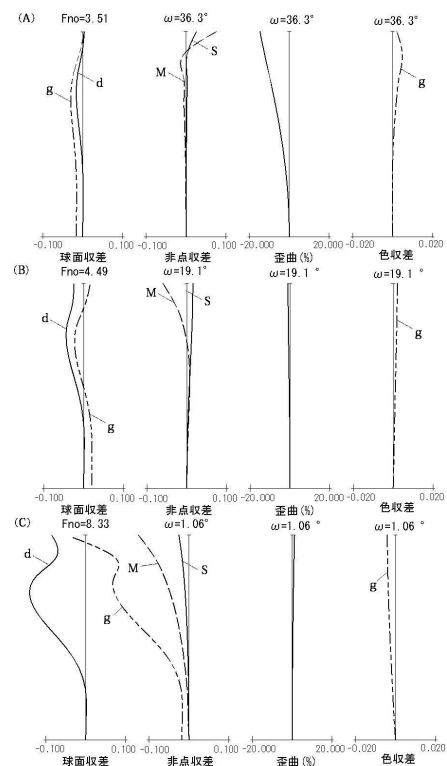 (A)
Fno=3.51
ω=36.3°
ω=36.3°
ω=36.3°
d
g
S
M
g
-0.100 0.100
-0.100 0.100
-20.000 20.000
-0.020 0.020
球面収差
非点収差
歪曲(%)
色収差
(B)
Fno=4.49
ω=19.1°
ω=19.1 °
ω=19.1 °
d
g
M
S
g
-0.100 0.100
-0.100 0.100
-20.000 20.000
-0.020 0.020
球面収差
非点収差
歪曲(%)
色収差
(C)
Fno=8.33
ω=1.06°
ω=1.06 °
ω=1.06 °
d
g
M
S
g
-0.100 0.100
-0.100 0.100
-20.000 20.000
-0.020 0.020
球面収差
非点収差
歪曲(%)
色収差